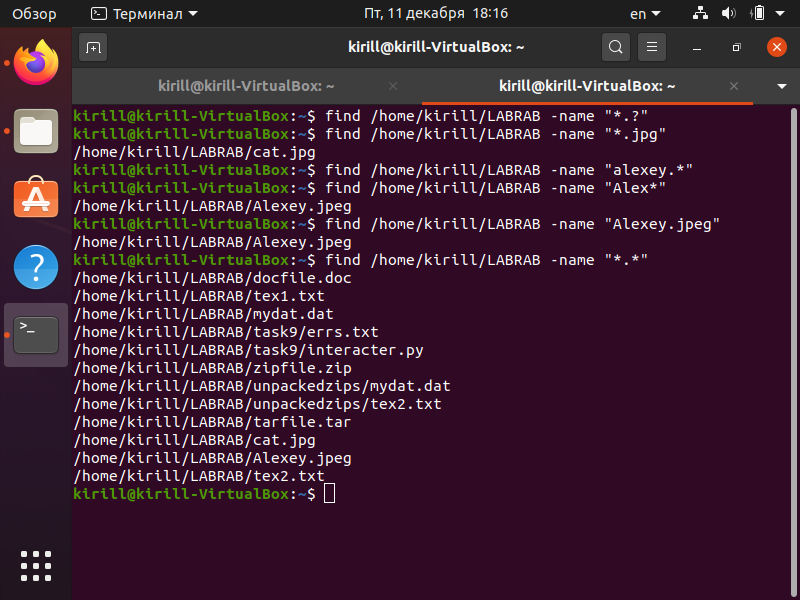 Обзор Терминал Пт, 11 декабря 18:16 en
kirill@kirill-VirtualBox: ~
kirill@kirill-VirtualBox: ~ kirill@kirill-VirtualBox: ~
kirill@kirill-VirtualBox:~$ find /home/kirill/LABRAB -name "*.?"
kirill@kirill-VirtualBox:~$ find /home/kirill/LABRAB -name "*.jpg"
/home/kirill/LABRAB/cat.jpg
kirill@kirill-VirtualBox:~$ find /home/kirill/LABRAB -name "alexey.*"
kirill@kirill-VirtualBox:~$ find /home/kirill/LABRAB -name "Alex*"
/home/kirill/LABRAB/Alexey.jpeg
kirill@kirill-VirtualBox:~$ find /home/kirill/LABRAB -name "Alexey.jpeg"
/home/kirill/LABRAB/Alexey.jpeg
kirill@kirill-VirtualBox:~$ find /home/kirill/LABRAB -name "*.*"
/home/kirill/LABRAB/docfile.doc
/home/kirill/LABRAB/tex1.txt
/home/kirill/LABRAB/mydat.dat
/home/kirill/LABRAB/task9/errs.txt
/home/kirill/LABRAB/task9/interacter.py
/home/kirill/LABRAB/zipfile.zip
/home/kirill/LABRAB/unpackedzips/mydat.dat
/home/kirill/LABRAB/unpackedzips/tex2.txt
/home/kirill/LABRAB/tarfile.tar
/home/kirill/LABRAB/cat.jpg
/home/kirill/LABRAB/Alexey.jpeg
/home/kirill/LABRAB/tex2.txt
kirill@kirill-VirtualBox:~$